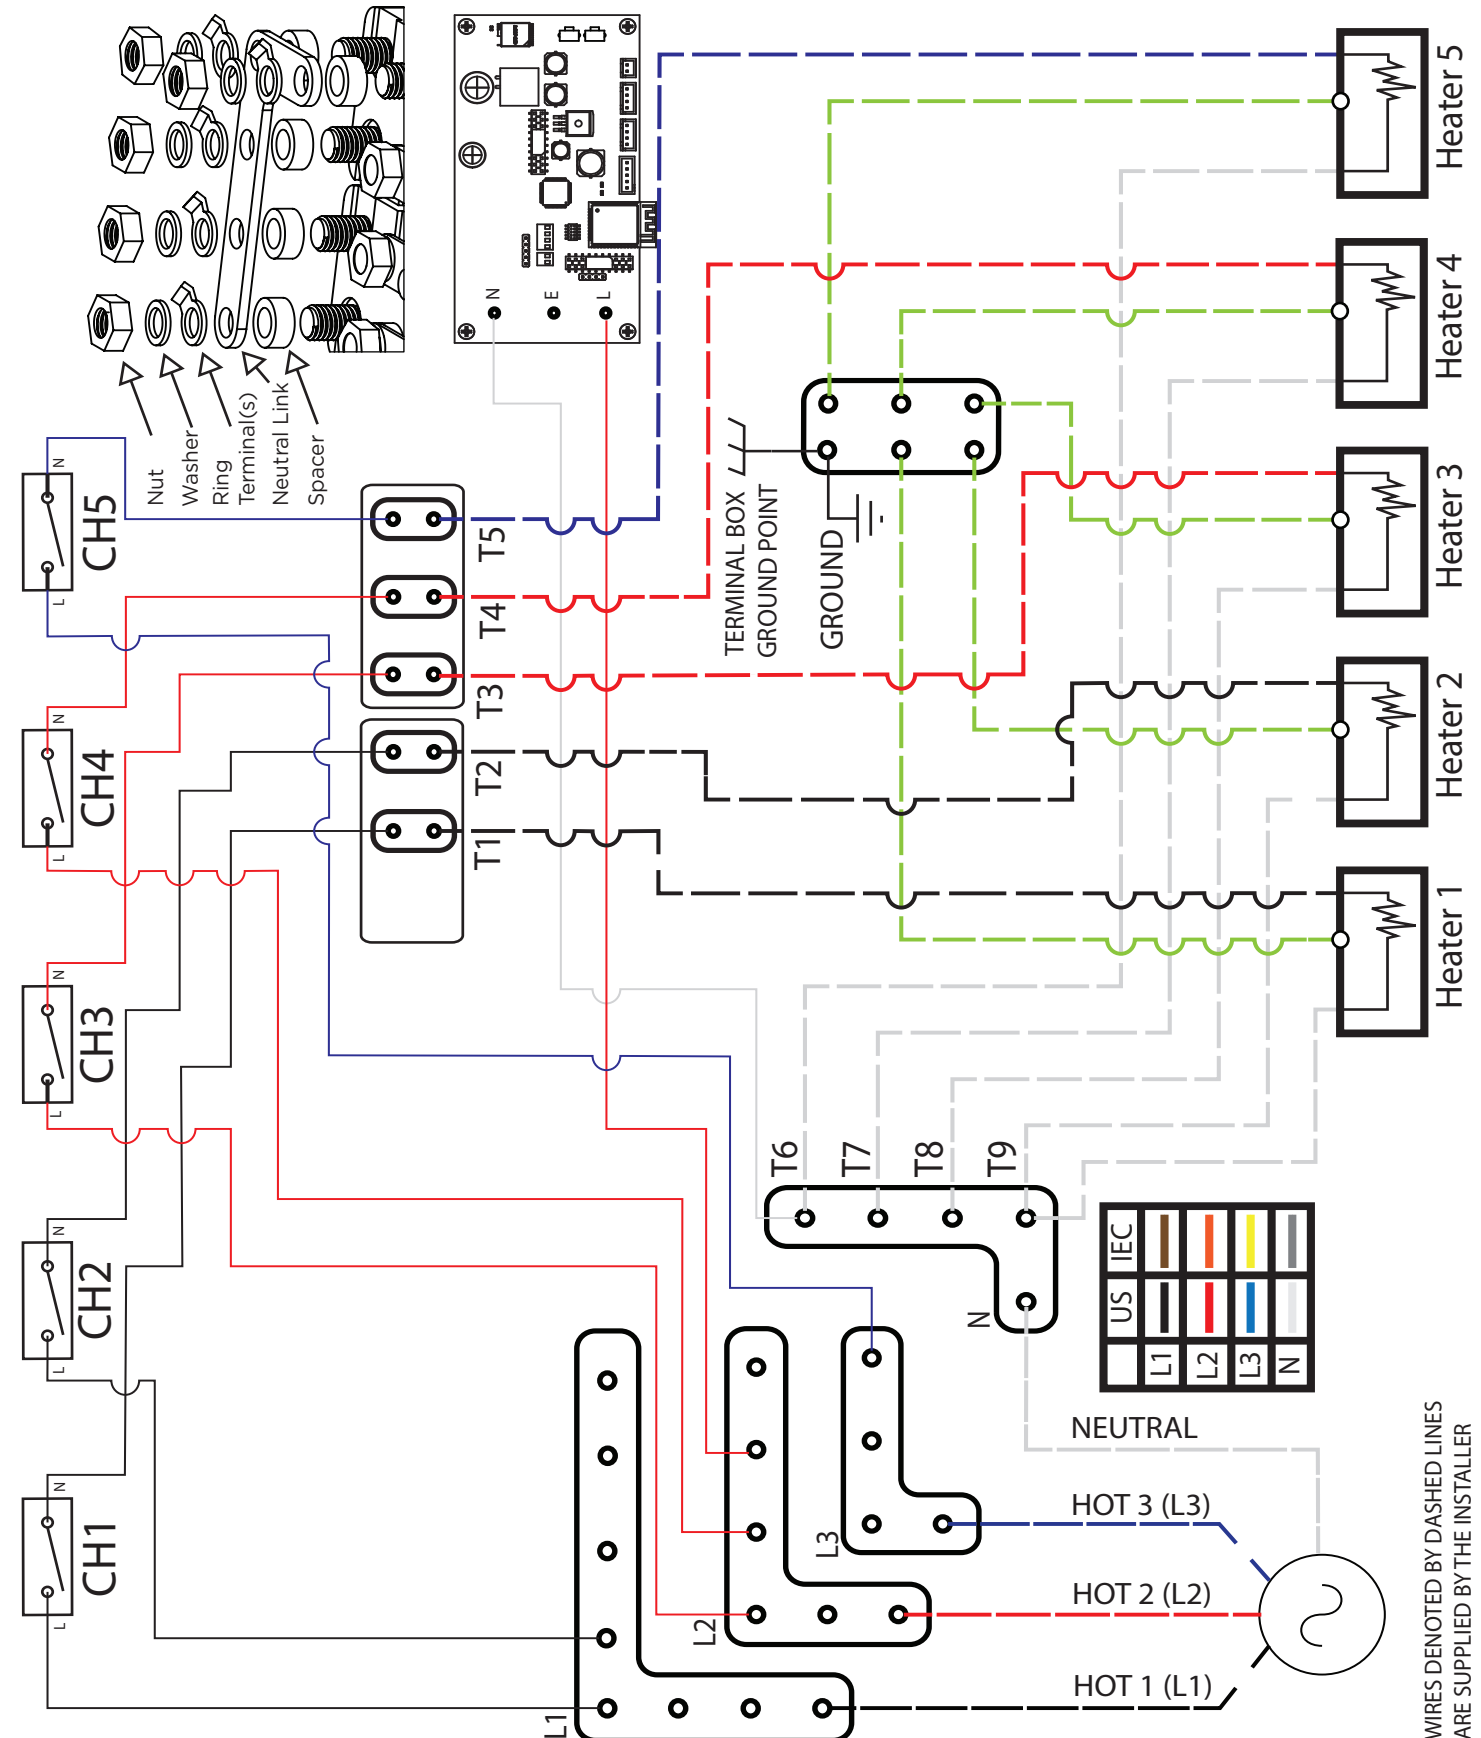 Nut
Washer
Ring
Terminal(s)
Neutral Link
Spacer
N
E
L
CH5
N
L
CH4
N
L
CH3
N
L
CH2
N
L
CH1
N
L
T5
T4
T3
T2
T1
TERMINAL BOX
GROUND POINT
GROUND
Heater 5
Heater 4
Heater 3
Heater 2
Heater 1
T6
T7
T8
T9
N
L1
L2
L3
US
IEC
L1
L2
L3
N
NEUTRAL
HOT 3 (L3)
HOT 2 (L2)
HOT 1 (L1)
WIRES DENOTED BY DASHED LINES
ARE SUPPLIED BY THE INSTALLER